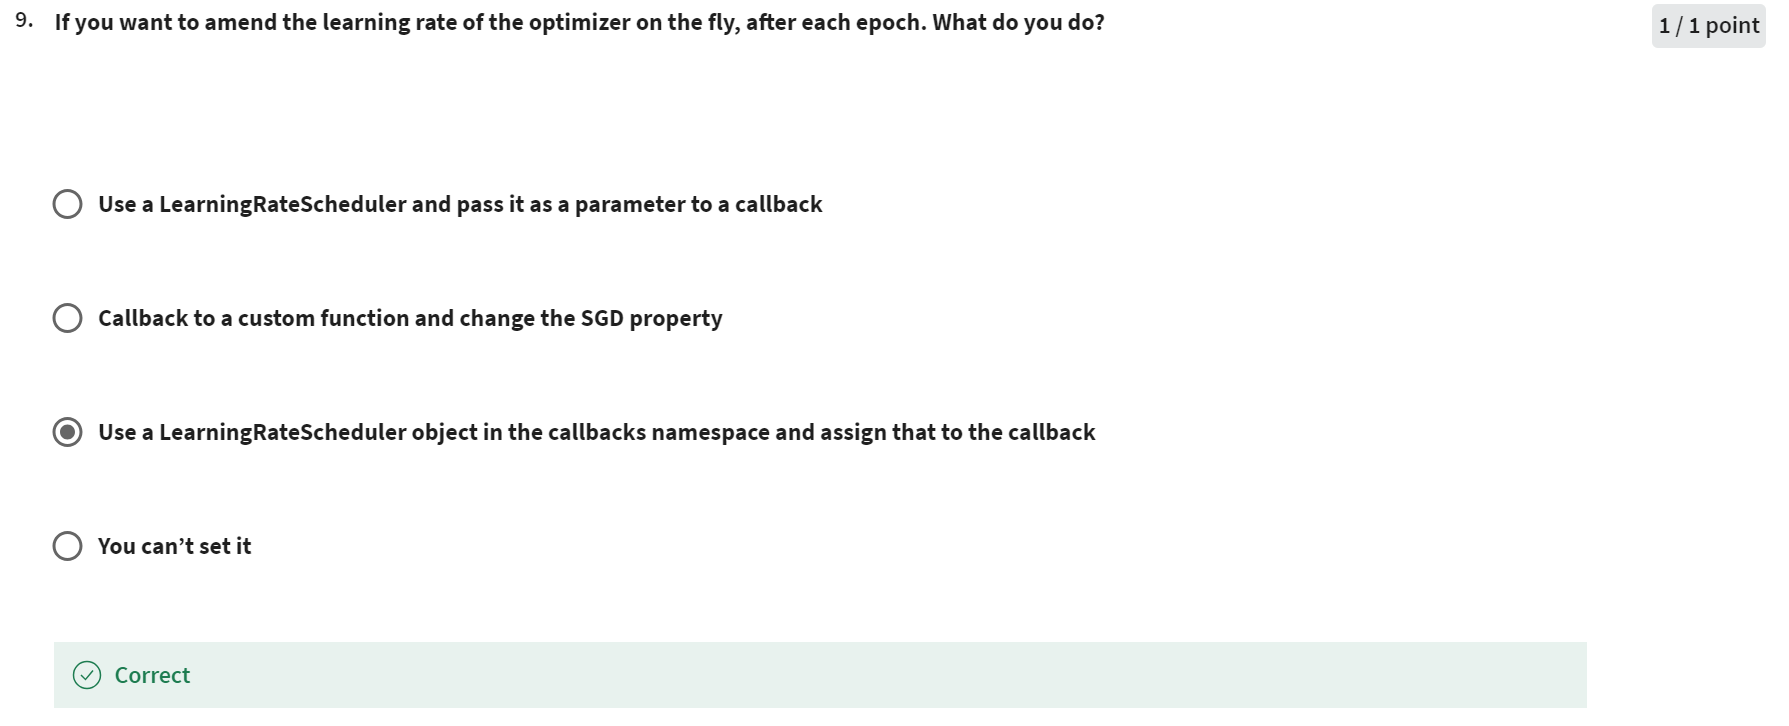 9. If you want to amend the learning rate of the optimizer on the fly, after each epoch. What do you do?
1 / 1 point
Use a LearningRateScheduler and pass it as a parameter to a callback
Callback to a custom function and change the SGD property
Use a LearningRateScheduler object in the callbacks namespace and assign that to the callback
You can’t set it
Correct